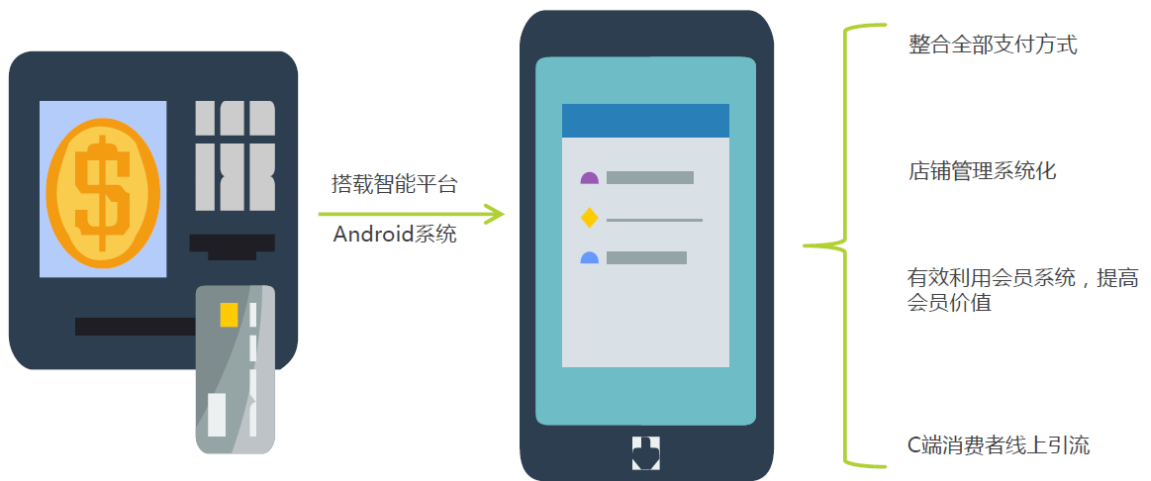 搭载智能平台
Android系统
整合全部支付方式
店铺管理系统化
有效利用会员系统，提高
会员价值
C端消费者线上引流